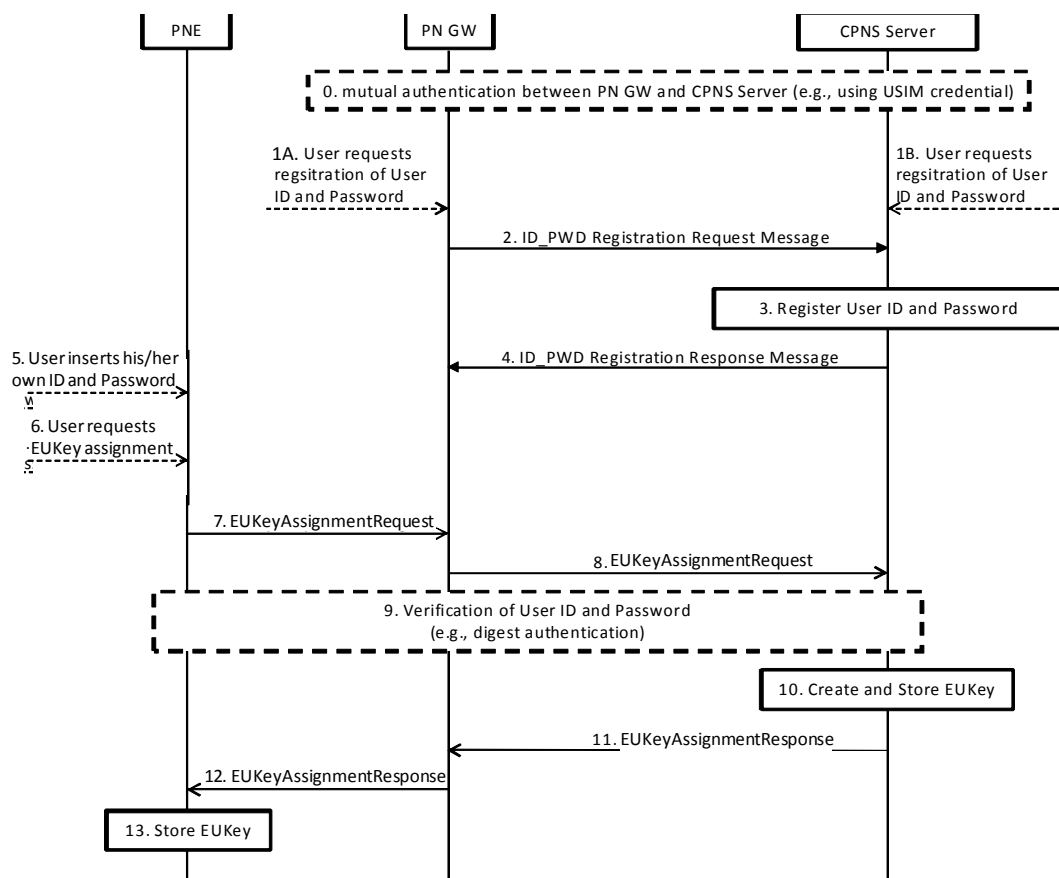 PNE
PN GW
CPNS Server
0. mutual authentication between PN GW and CPNS Server (e.g., using USIM credential)
1A. User requests
regsitration of User
ID and Password
1B. User requests
regsitration of User
ID and Password
2. ID_PWD Registration Request Message
3. Register User ID and Password
4. ID_PWD Registration Response Message
5. User inserts his/her
own ID and Password
w
6. User requests
EUKey assignment
s
7. EUKeyAssignmentRequest
8. EUKeyAssignmentRequest
9. Verification of User ID and Password
(e.g., digest authentication)
10. Create and Store EUKey
11. EUKeyAssignmentResponse
12. EUKeyAssignmentResponse
13. Store EUKey